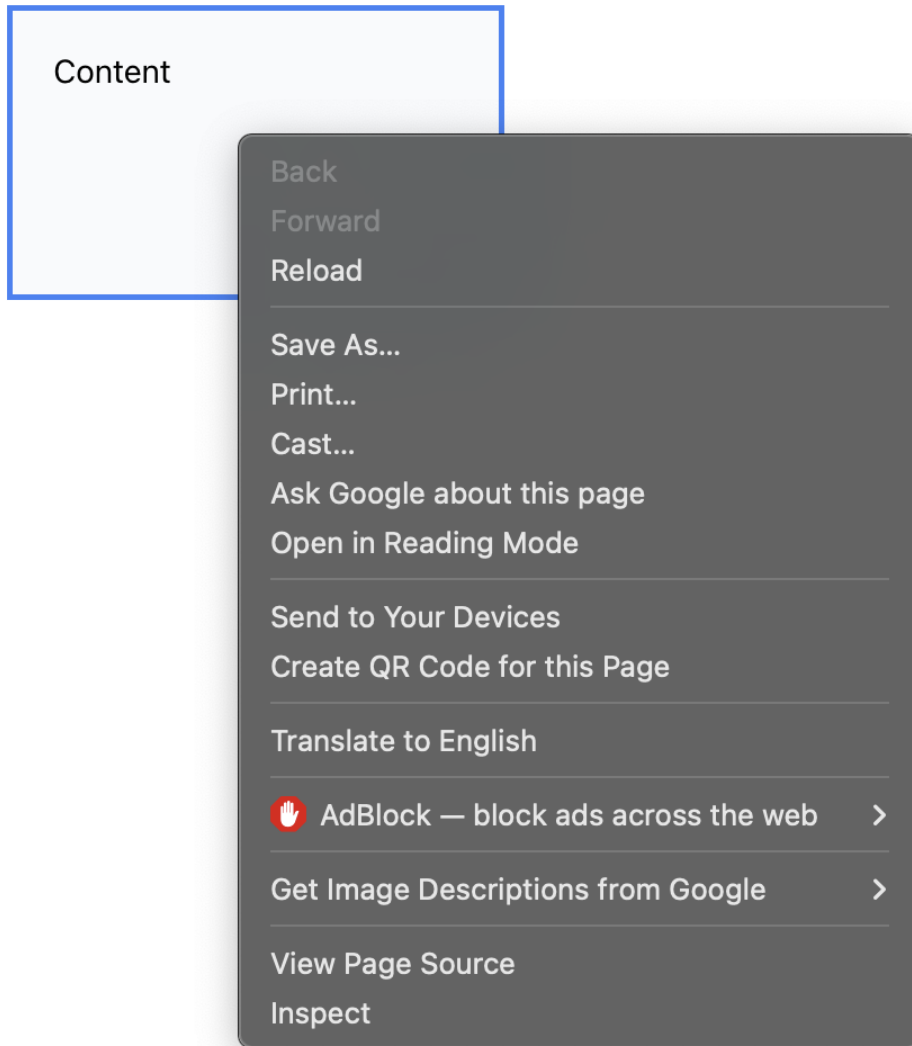 Content
Back
Forward
Reload
Save As...
Print...
Cast...
Ask Google about this page
Open in Reading Mode
Send to Your Devices
Create QR Code for this Page
Translate to English
AdBlock — block ads across the web
Get Image Descriptions from Google
View Page Source
Inspect